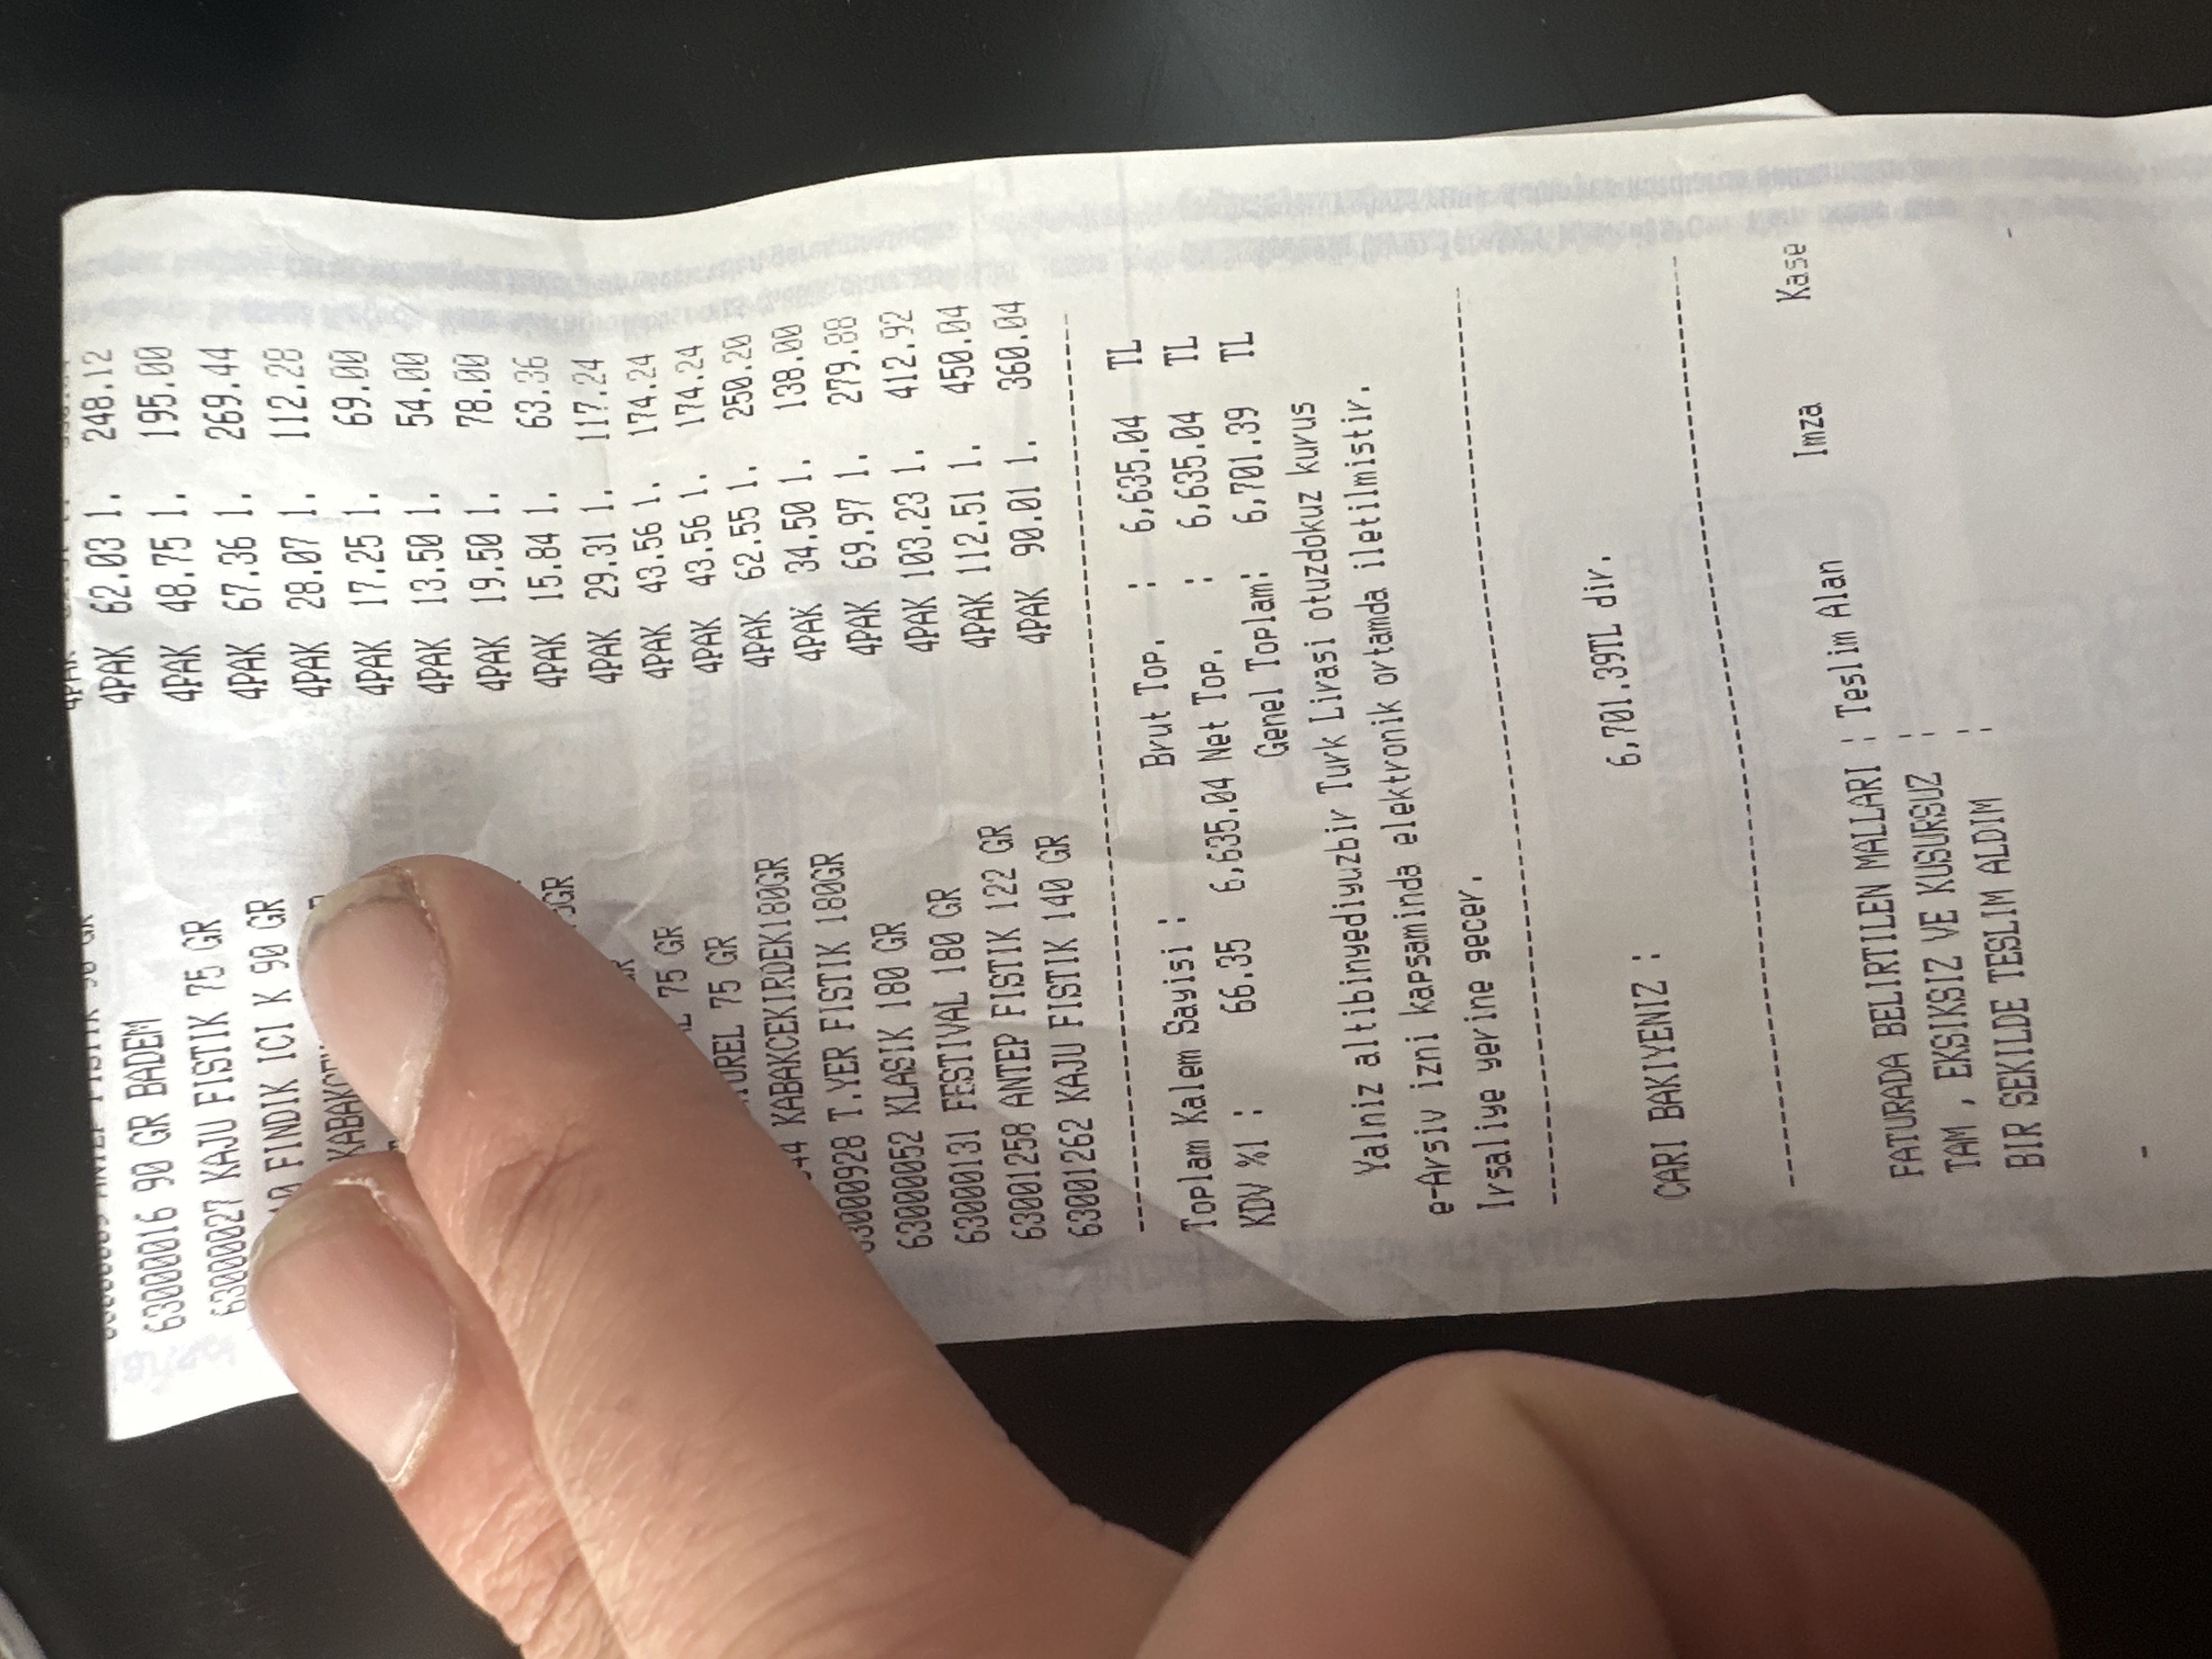 63000016 90 GR BADEM 4PAK 62.03 1. 248.12
63000027 KAJU FISTIK 75 GR 4PAK 48.75 1. 195.00
FINDIK ICI K 90 GR 4PAK 67.36 1. 269.44
4PAK 28.07 1. 112.28
4PAK 17.25 1. 69.00
4PAK 13.50 1. 54.00
4PAK 19.50 1. 78.00
4PAK 15.84 1. 63.36
4PAK 29.31 1. 117.24
75 GR 4PAK 43.56 1. 174.24
75 GR 4PAK 43.56 1. 174.24
KABAKCEKIRDEK180GR 4PAK 62.55 1. 250.20
63000928 T.YER FISTIK 180GR 4PAK 34.50 1. 138.00
63000052 KLASIK 180 GR 4PAK 69.97 1. 279.88
63000131 FESTIVAL 180 GR 4PAK 103.23 1. 412.92
63001258 ANTEP FISTIK 122 GR 4PAK 112.51 1. 450.04
63001262 KAJU FISTIK 140 GR 4PAK 90.01 1. 360.04
Toplam Kalem Sayisi : Brut Top. : 6,635.04 TL
KDV %1 : 66.35 6,635.04 Net Top. : 6,635.04 TL
Genel Toplam: 6,701.39 TL
Yalniz altibinyediyuzbir Turk Lirasi otuzdokuz kurus
e-Arsiv izni kapsaminda elektronik ortamda iletilmistir.
Irsaliye yerine gecer.
CARI BAKIYENIZ : 6,701.39TL dir.
FATURADA BELIRTILEN MALLARI : Teslim Alan Imza Kase
TAM , EKSIKSIZ VE KUSURSUZ :
BIR SEKILDE TESLIM ALDIM :